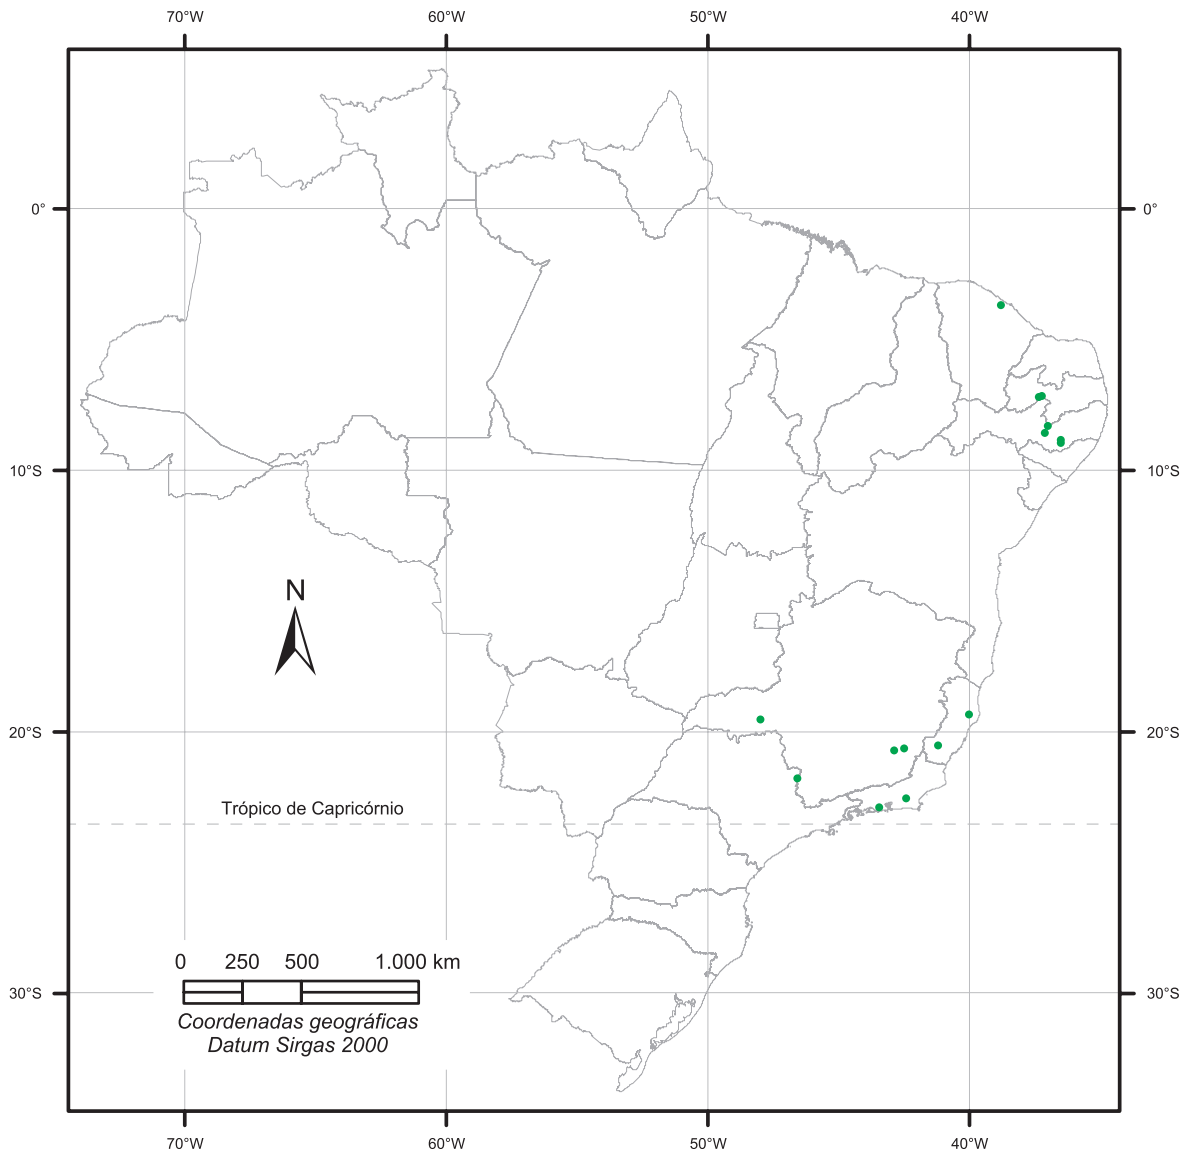 70°W 60°W 50°W 40°W
0° 0°
10°S 10°S
N
20°S 20°S
Trópico de Capricórnio
0 250 500 1.000 km
30°S 30°S
Coordenadas geográficas
Datum Sirgas 2000
70°W 60°W 50°W 40°W